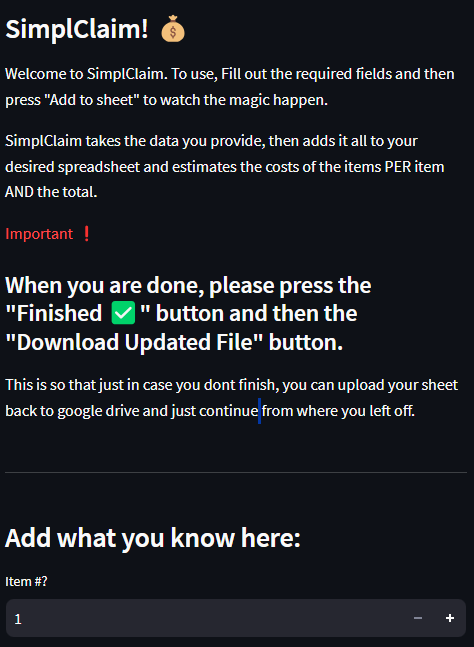 SimplClaim! 💰
Welcome to SimplClaim. To use, Fill out the required fields and then
press "Add to sheet" to watch the magic happen.
SimplClaim takes the data you provide, then adds it all to your
desired spreadsheet and estimates the costs of the items PER item
AND the total.
Important ❗
When you are done, please press the
"Finished ✅ " button and then the
"Download Updated File" button.
This is so that just in case you dont finish, you can upload your sheet
back to google drive and just continue from where you left off.
Add what you know here:
Item #?
1 − +